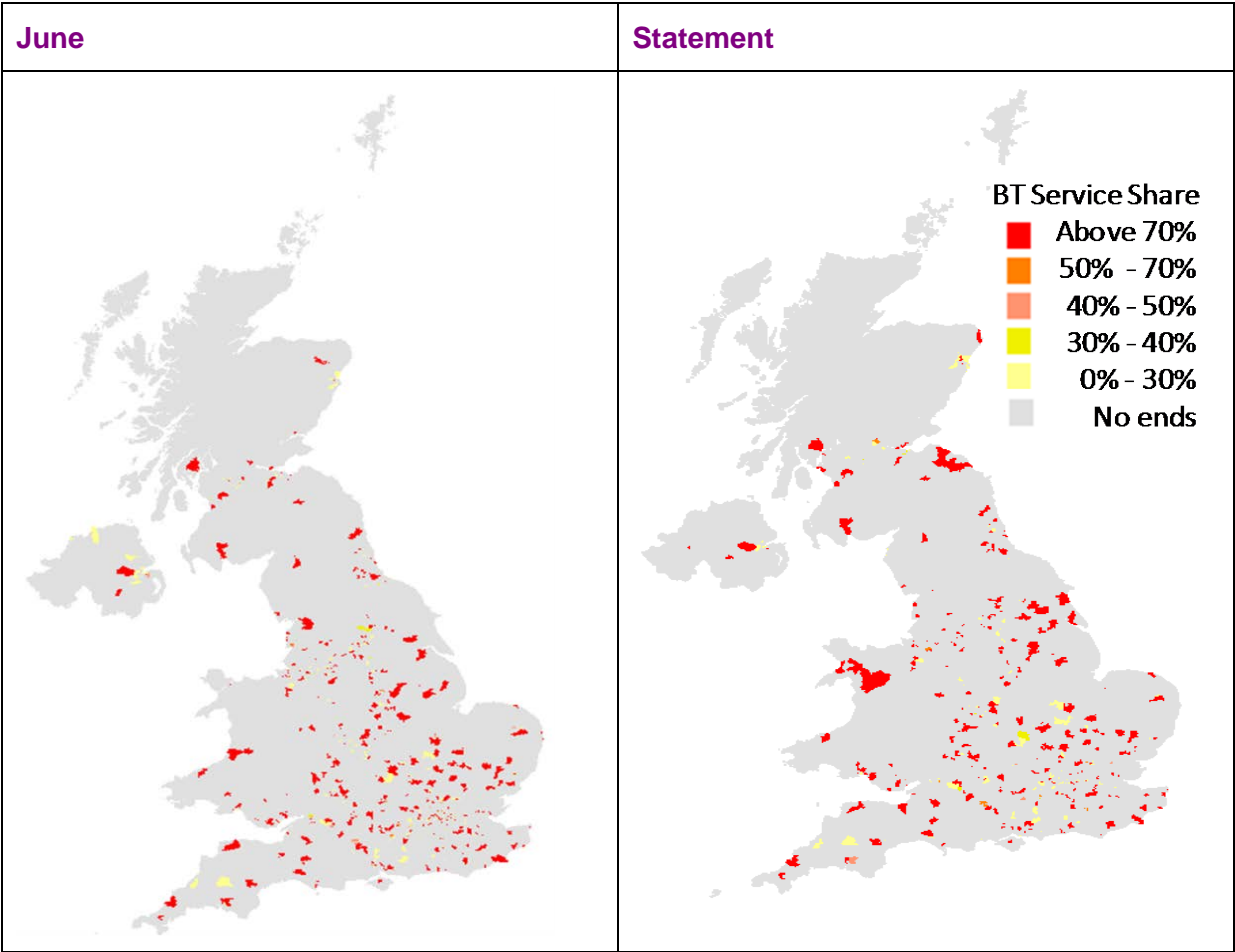 June
Statement
BT Service Share
Above 70%
50% - 70%
40% - 50%
30% - 40%
0% - 30%
No ends